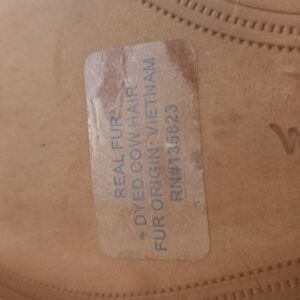 REAL FUR
* DYED COW HAIR
FUR ORIGIN: VIETNAM
RN#135823